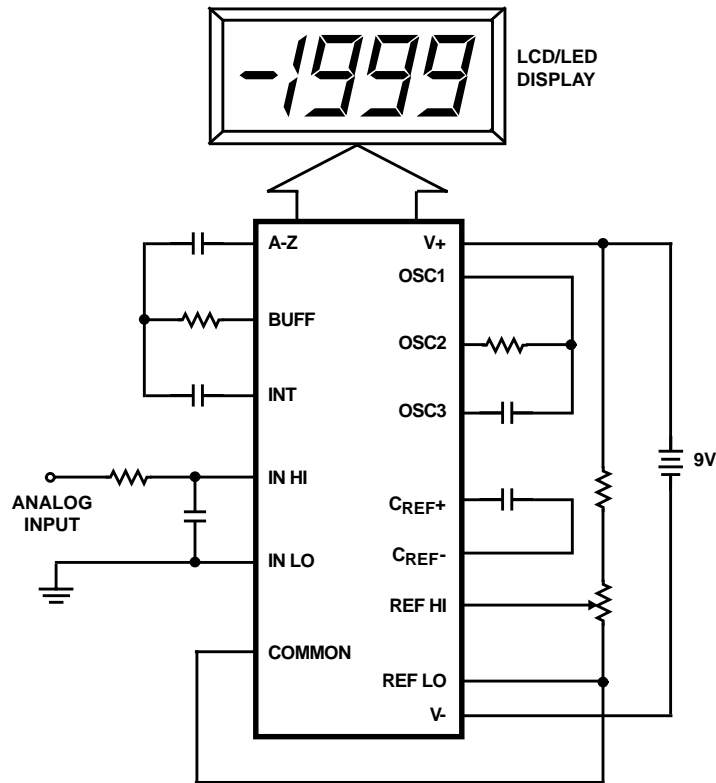 -1999
LCD/LED
DISPLAY
A-Z
V+
OSC1
BUFF
OSC2
INT
OSC3
IN HI
ANALOG
INPUT
9V
CREF+
IN LO
CREF-
REF HI
COMMON
REF LO
V-